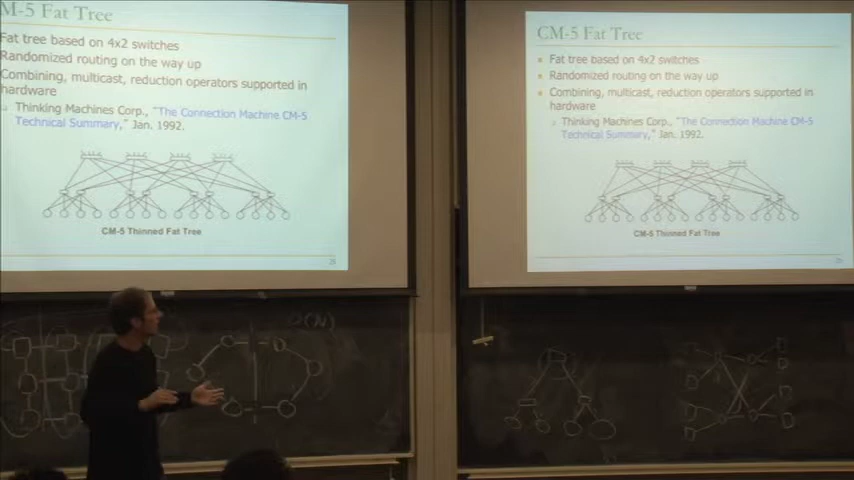 M-5 Fat Tree
Fat tree based on 4x2 switches
Randomized routing on the way up
Combining, multicast, reduction operators supported in
hardware
Thinking Machines Corp., "The Connection Machine CM-5
Technical Summary," Jan. 1992.
CM-5 Thinned Fat Tree
CM-5 Fat Tree
Fat tree based on 4x2 switches
Randomized routing on the way up
Combining, multicast, reduction operators supported in
hardware
Thinking Machines Corp., "The Connection Machine CM-5
Technical Summary," Jan. 1992.
CM-5 Thinned Fat Tree
O(N)